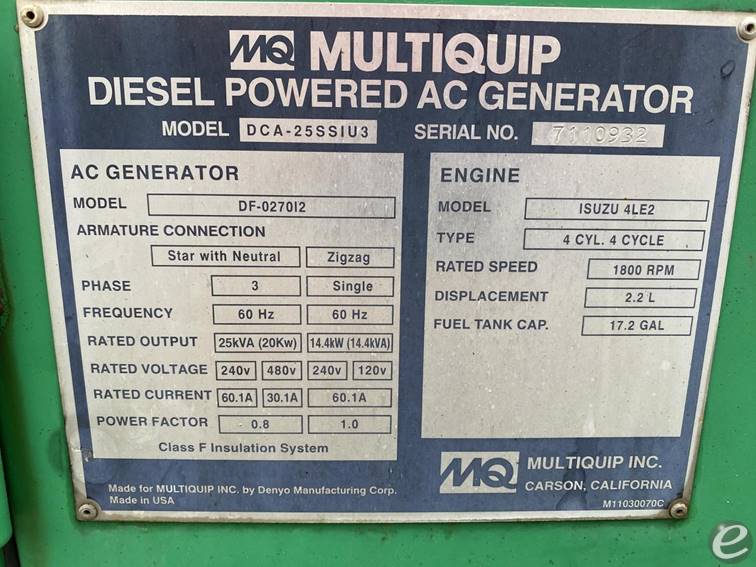 MQ MULTIQUIP
DIESEL POWERED AC GENERATOR
MODEL DCA-25SSIU3 SERIAL NO. 7110932
AC GENERATOR
MODEL DF-0270I2
ARMATURE CONNECTION
Star with Neutral Zigzag
PHASE 3 Single
FREQUENCY 60 Hz 60 Hz
RATED OUTPUT 25kVA (20Kw) 14.4kW (14.4kVA)
RATED VOLTAGE 240v 480v 240v 120v
RATED CURRENT 60.1A 30.1A 60.1A
POWER FACTOR 0.8 1.0
Class F Insulation System
ENGINE
MODEL ISUZU 4LE2
TYPE 4 CYL. 4 CYCLE
RATED SPEED 1800 RPM
DISPLACEMENT 2.2 L
FUEL TANK CAP. 17.2 GAL
Made for MULTIQUIP INC. by Denyo Manufacturing Corp.
Made in USA
MQ MULTIQUIP INC.
CARSON, CALIFORNIA
M11030070C
e